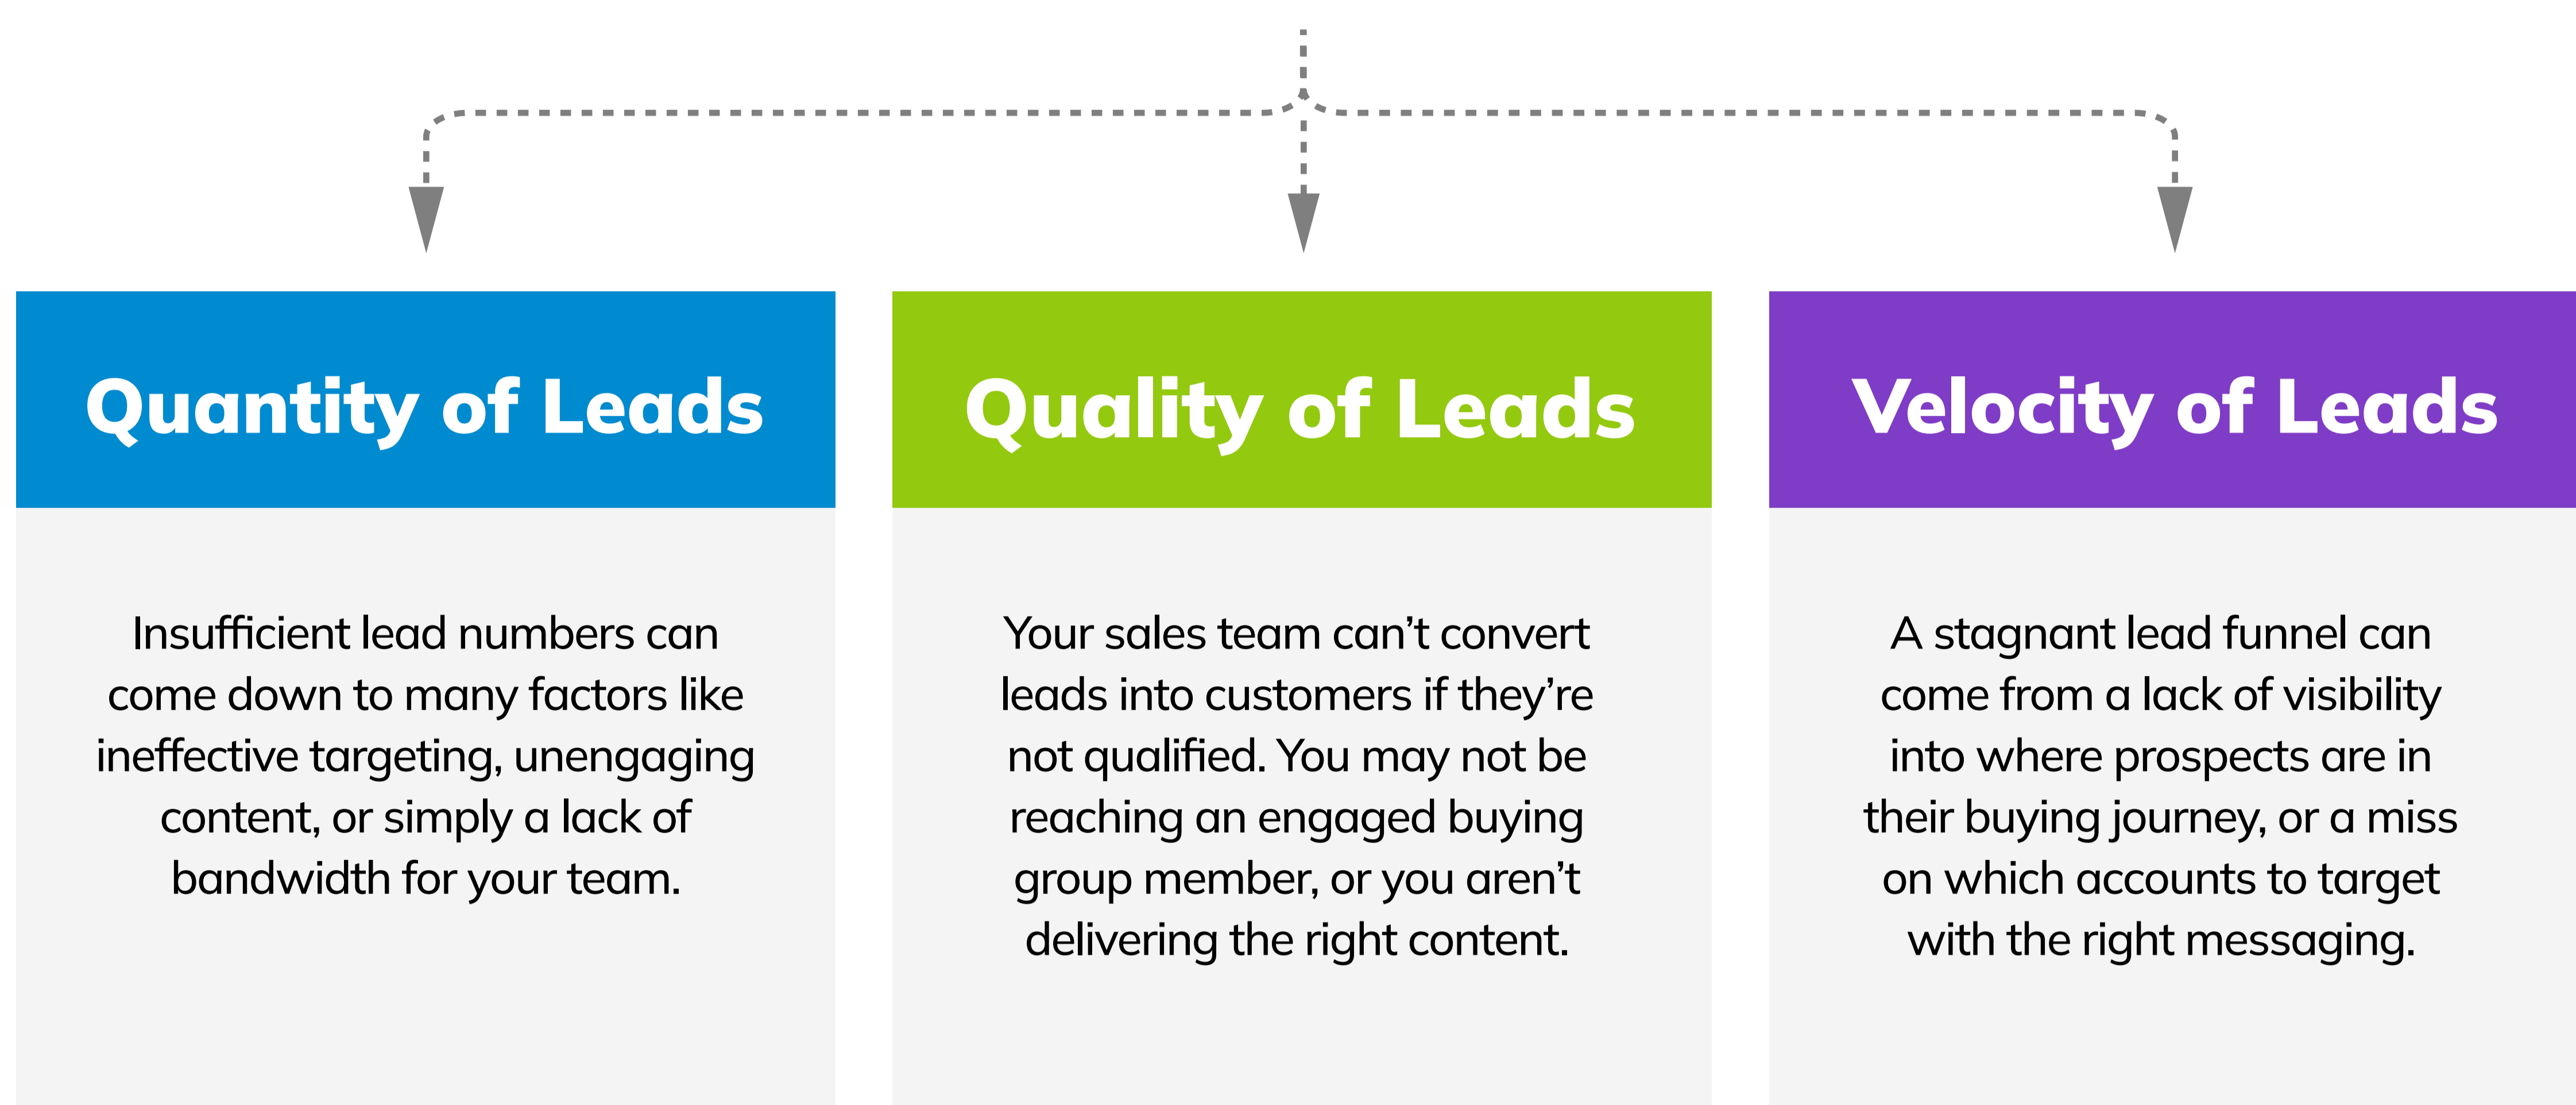 Quantity of Leads
Insufficient lead numbers can
come down to many factors like
ineffective targeting, unengaging
content, or simply a lack of
bandwidth for your team.
Quality of Leads
Your sales team can’t convert
leads into customers if they’re
not qualified. You may not be
reaching an engaged buying
group member, or you aren’t
delivering the right content.
Velocity of Leads
A stagnant lead funnel can
come from a lack of visibility
into where prospects are in
their buying journey, or a miss
on which accounts to target
with the right messaging.